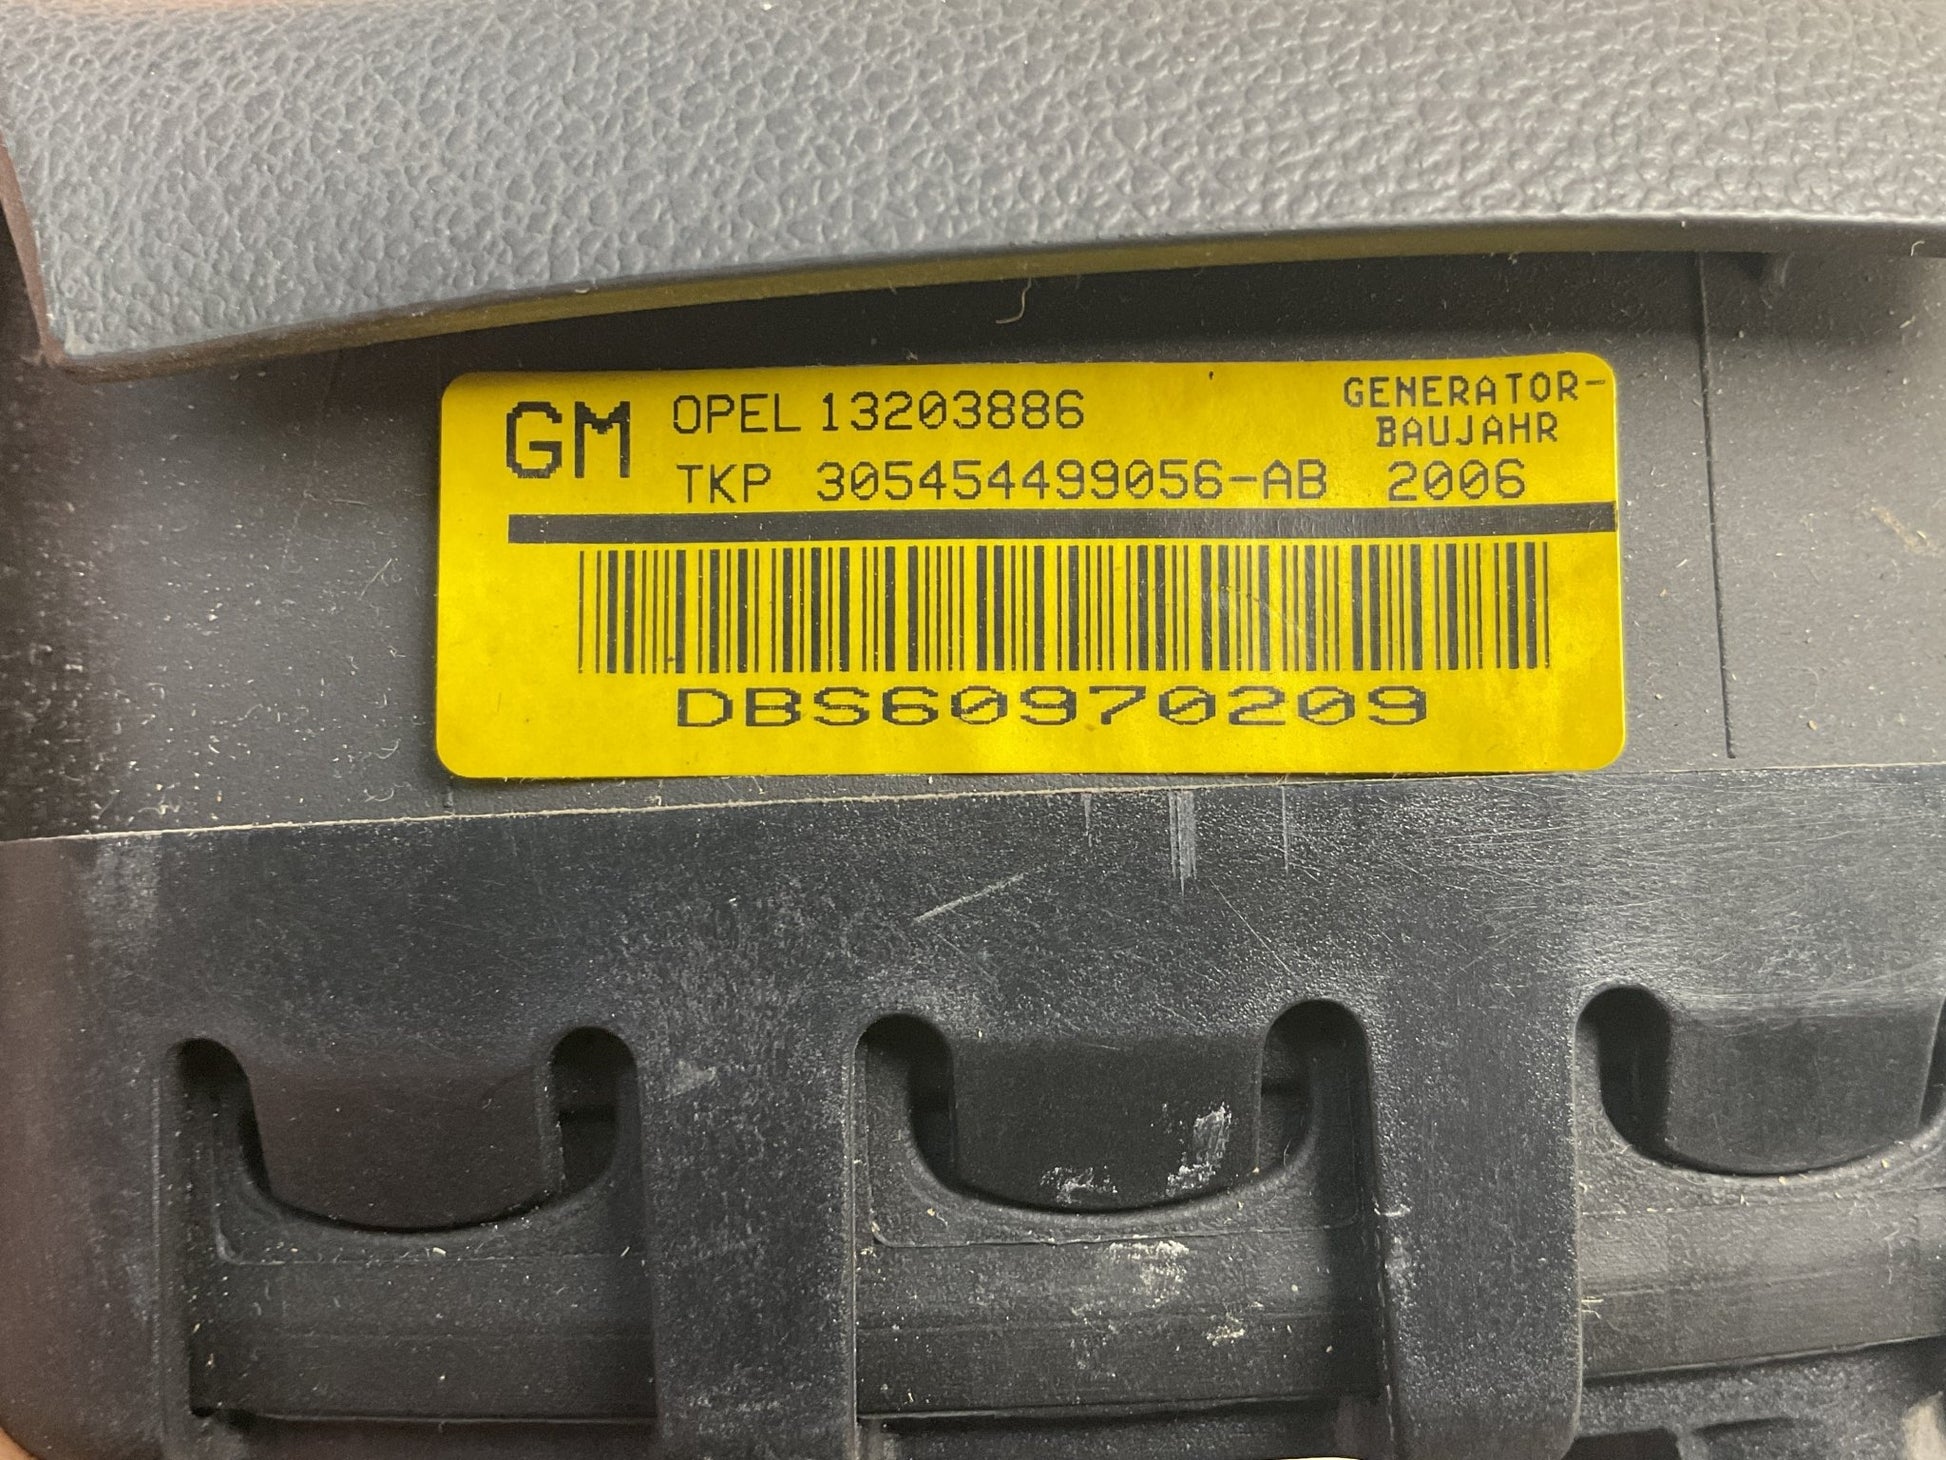 GM OPEL 13203886 GENERATOR-
BAUJAHR
TKP 305454499056-AB 2006
DBS60970209